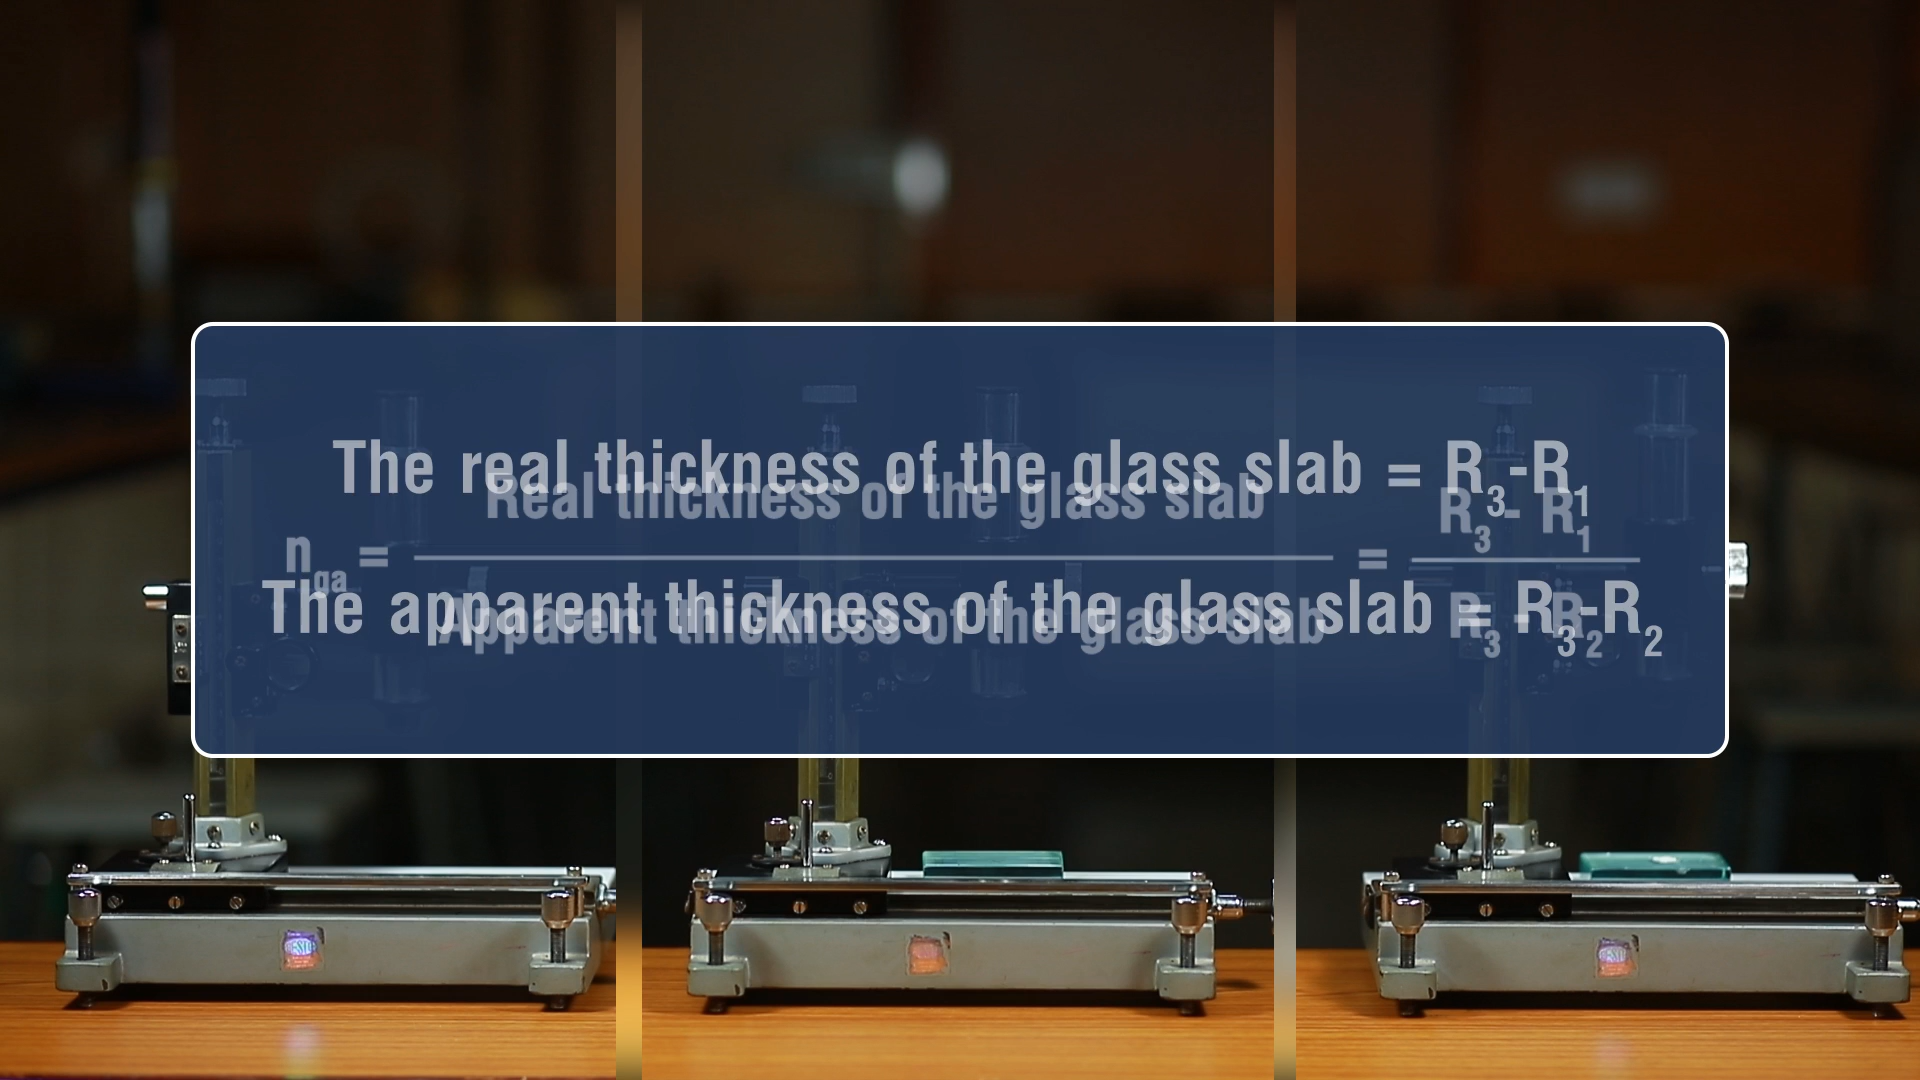 The real thickness of the glass slab = R3-R1
Real thickness of the glass slab
R3 - R1
nga = =
The apparent thickness of the glass slab = R3-R2
Apparent thickness of the glass slab
R3 - R2